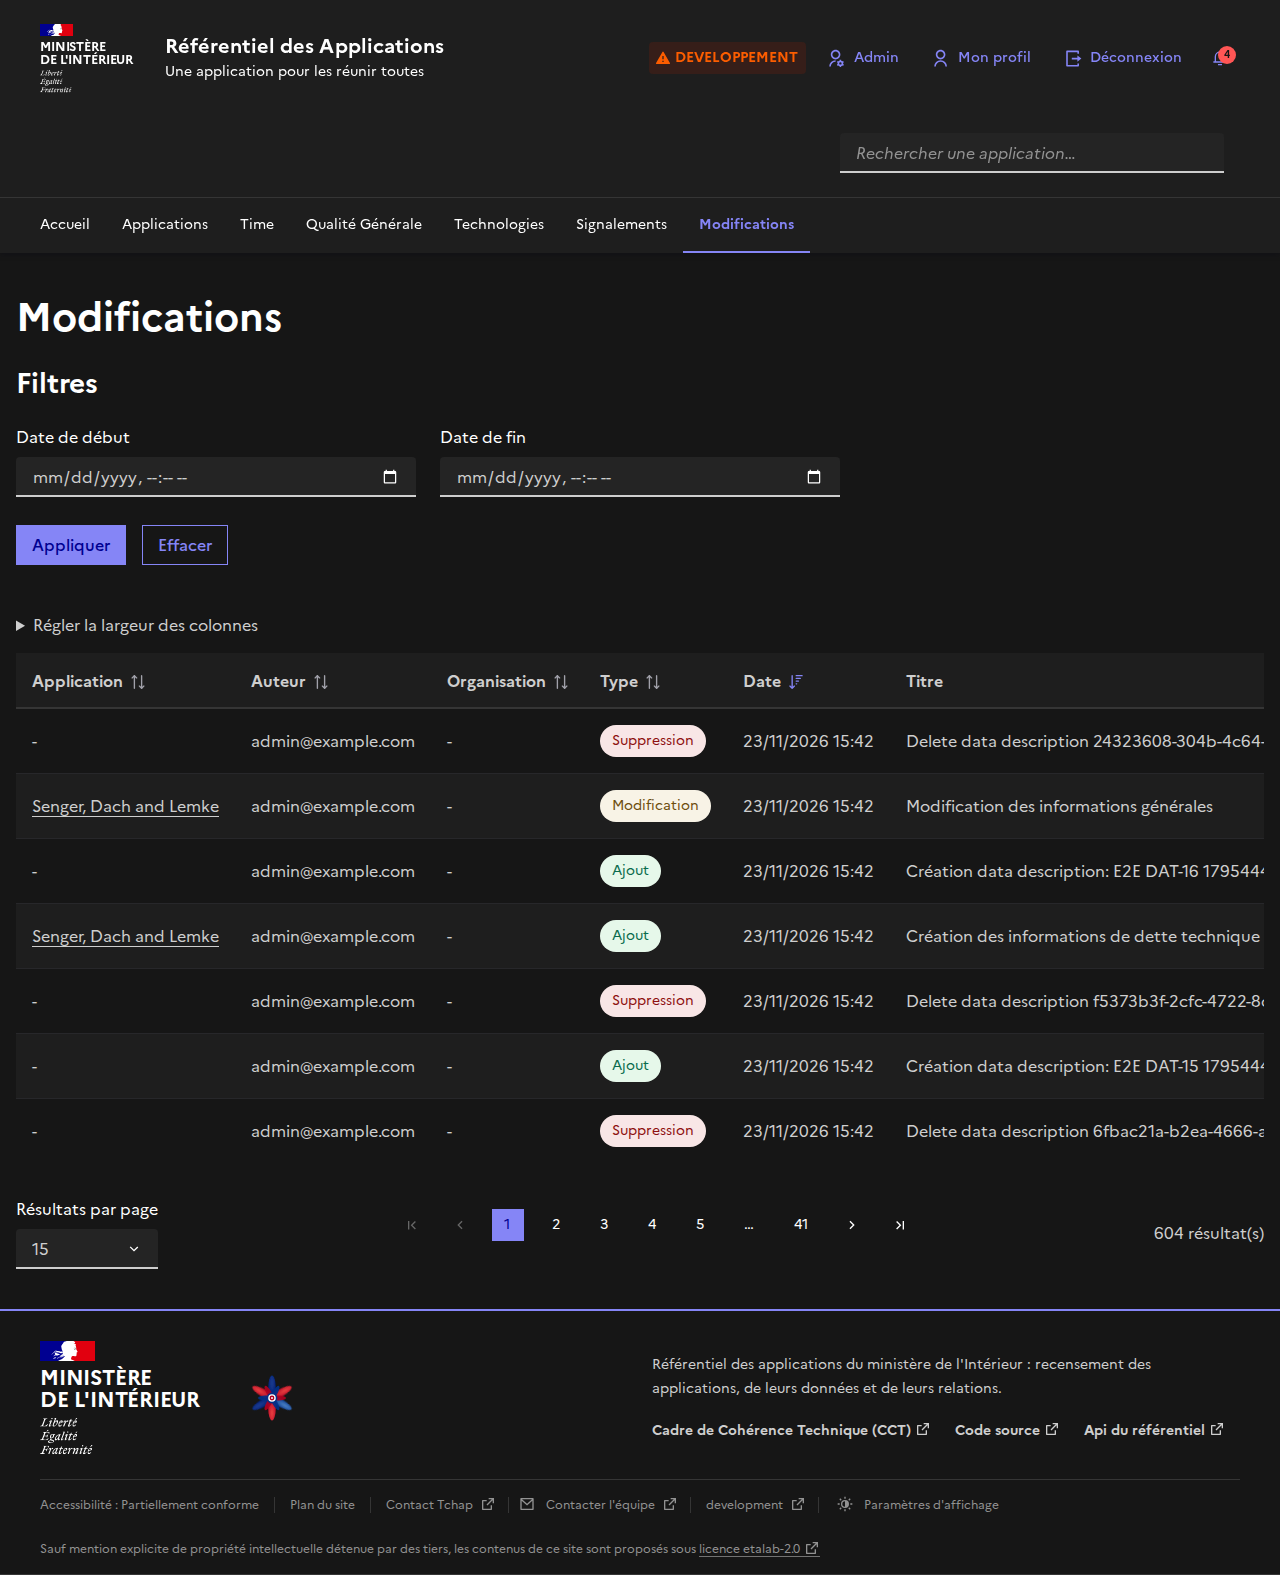 MINISTÈRE
DE L'INTÉRIEUR
Liberté
Égalité
Fraternité
Référentiel des Applications
Une application pour les réunir toutes
DEVELOPPEMENT
Admin
Mon profil
Déconnexion
4
Rechercher une application…
Accueil
Applications
Time
Qualité Générale
Technologies
Signalements
Modifications
Modifications
Filtres
Date de début
Date de fin
mm/dd/yyyy, --:-- --
mm/dd/yyyy, --:-- --
Appliquer
Effacer
Régler la largeur des colonnes
Application Auteur Organisation Type Date Titre
- admin@example.com - Suppression 23/11/2026 15:42 Delete data description 24323608-304b-4c64-
Senger, Dach and Lemke admin@example.com - Modification 23/11/2026 15:42 Modification des informations générales
- admin@example.com - Ajout 23/11/2026 15:42 Création data description: E2E DAT-16 1795444
Senger, Dach and Lemke admin@example.com - Ajout 23/11/2026 15:42 Création des informations de dette technique
- admin@example.com - Suppression 23/11/2026 15:42 Delete data description f5373b3f-2cfc-4722-8
- admin@example.com - Ajout 23/11/2026 15:42 Création data description: E2E DAT-15 1795444
- admin@example.com - Suppression 23/11/2026 15:42 Delete data description 6fbac21a-b2ea-4666-a
Résultats par page
15
1 2 3 4 5 … 41
604 résultat(s)
MINISTÈRE
DE L'INTÉRIEUR
Liberté
Égalité
Fraternité
Référentiel des applications du ministère de l'Intérieur : recensement des
applications, de leurs données et de leurs relations.
Cadre de Cohérence Technique (CCT)
Code source
Api du référentiel
Accessibilité : Partiellement conforme
Plan du site
Contact Tchap
Contacter l'équipe
development
Paramètres d'affichage
Sauf mention explicite de propriété intellectuelle détenue par des tiers, les contenus de ce site sont proposés sous licence etalab-2.0